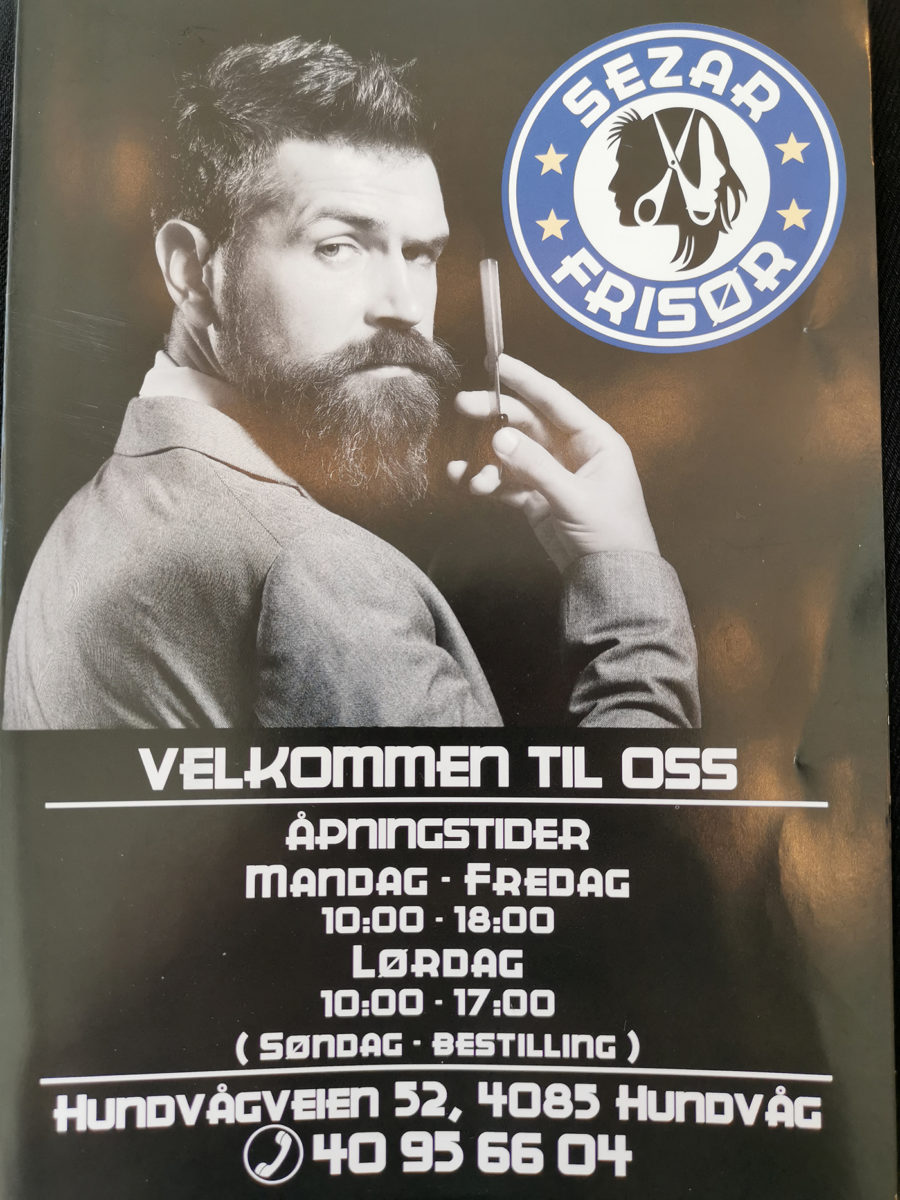 SEZAR
FRISØR
VELKOMMEN TIL OSS
ÅPNINGSTIDER
MANDAG - FREDAG
10:00 - 18:00
LØRDAG
10:00 - 17:00
( SØNDAG - BESTILLING )
HUNDVÅGVEIEN 52, 4085 HUNDVÅG
40 95 66 04